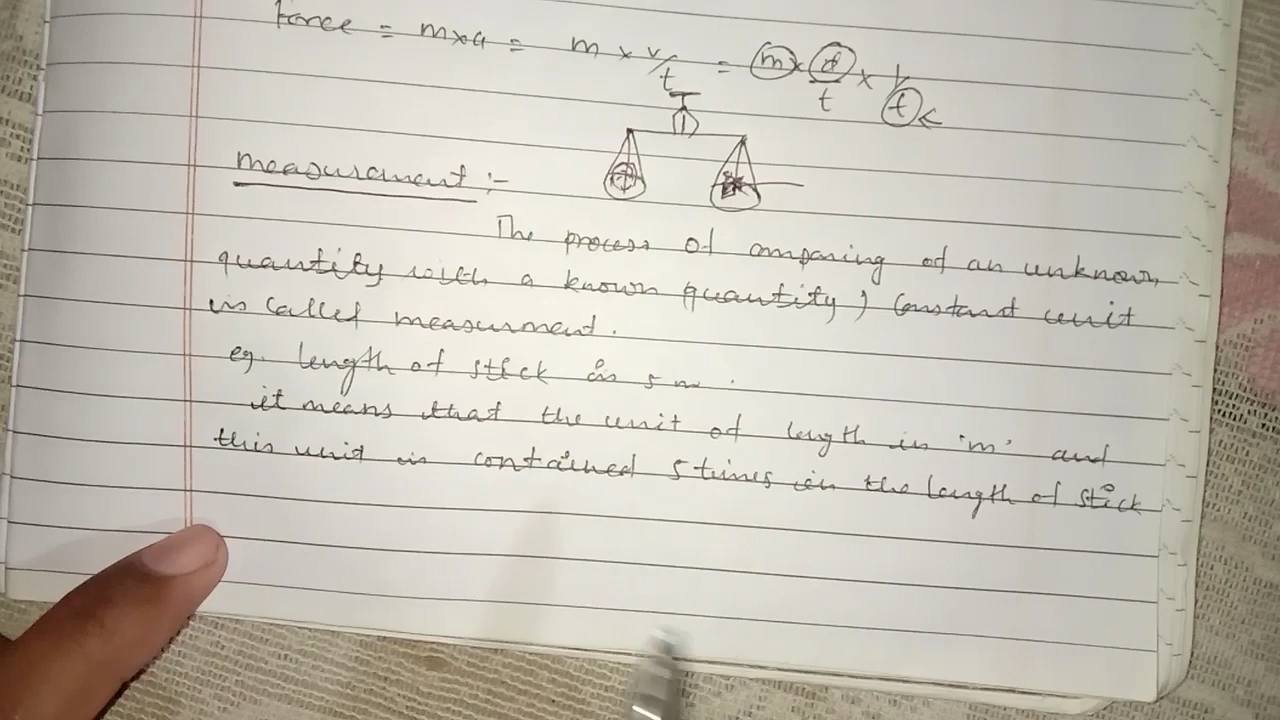 Force = m×a = m × v/t = m × d/t × 1/t
measurement :-
The process of comparing of an unknown
quantity with a known quantity / constant unit
is called measurment.
eg. length of stick is 5 m.
it means that the unit of length is 'm' and
this unit is contained 5 times in the length of stick